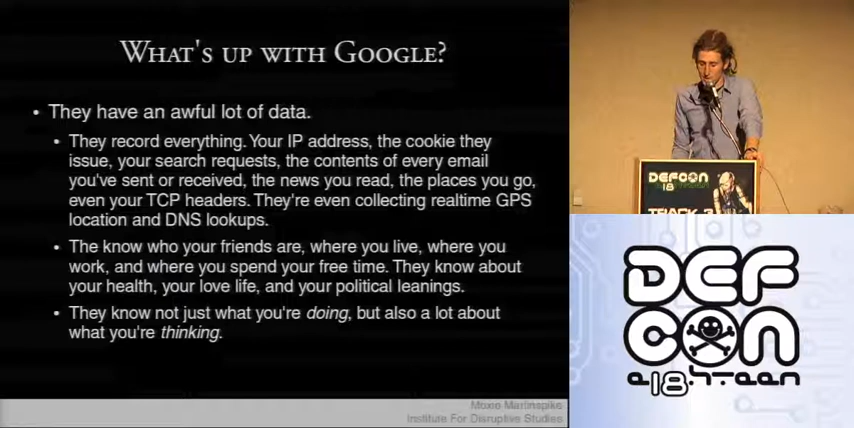 WHAT'S UP WITH GOOGLE?
• They have an awful lot of data.
• They record everything. Your IP address, the cookie they
issue, your search requests, the contents of every email
you've sent or received, the news you read, the places you go,
even your TCP headers. They're even collecting realtime GPS
location and DNS lookups.
• The know who your friends are, where you live, where you
work, and where you spend your free time. They know about
your health, your love life, and your political leanings.
• They know not just what you're doing, but also a lot about
what you're thinking.
Moxie Marlinspike
Institute For Disruptive Studies
DEFCON
18
TRACK 3
DEF
CON
e18hteen